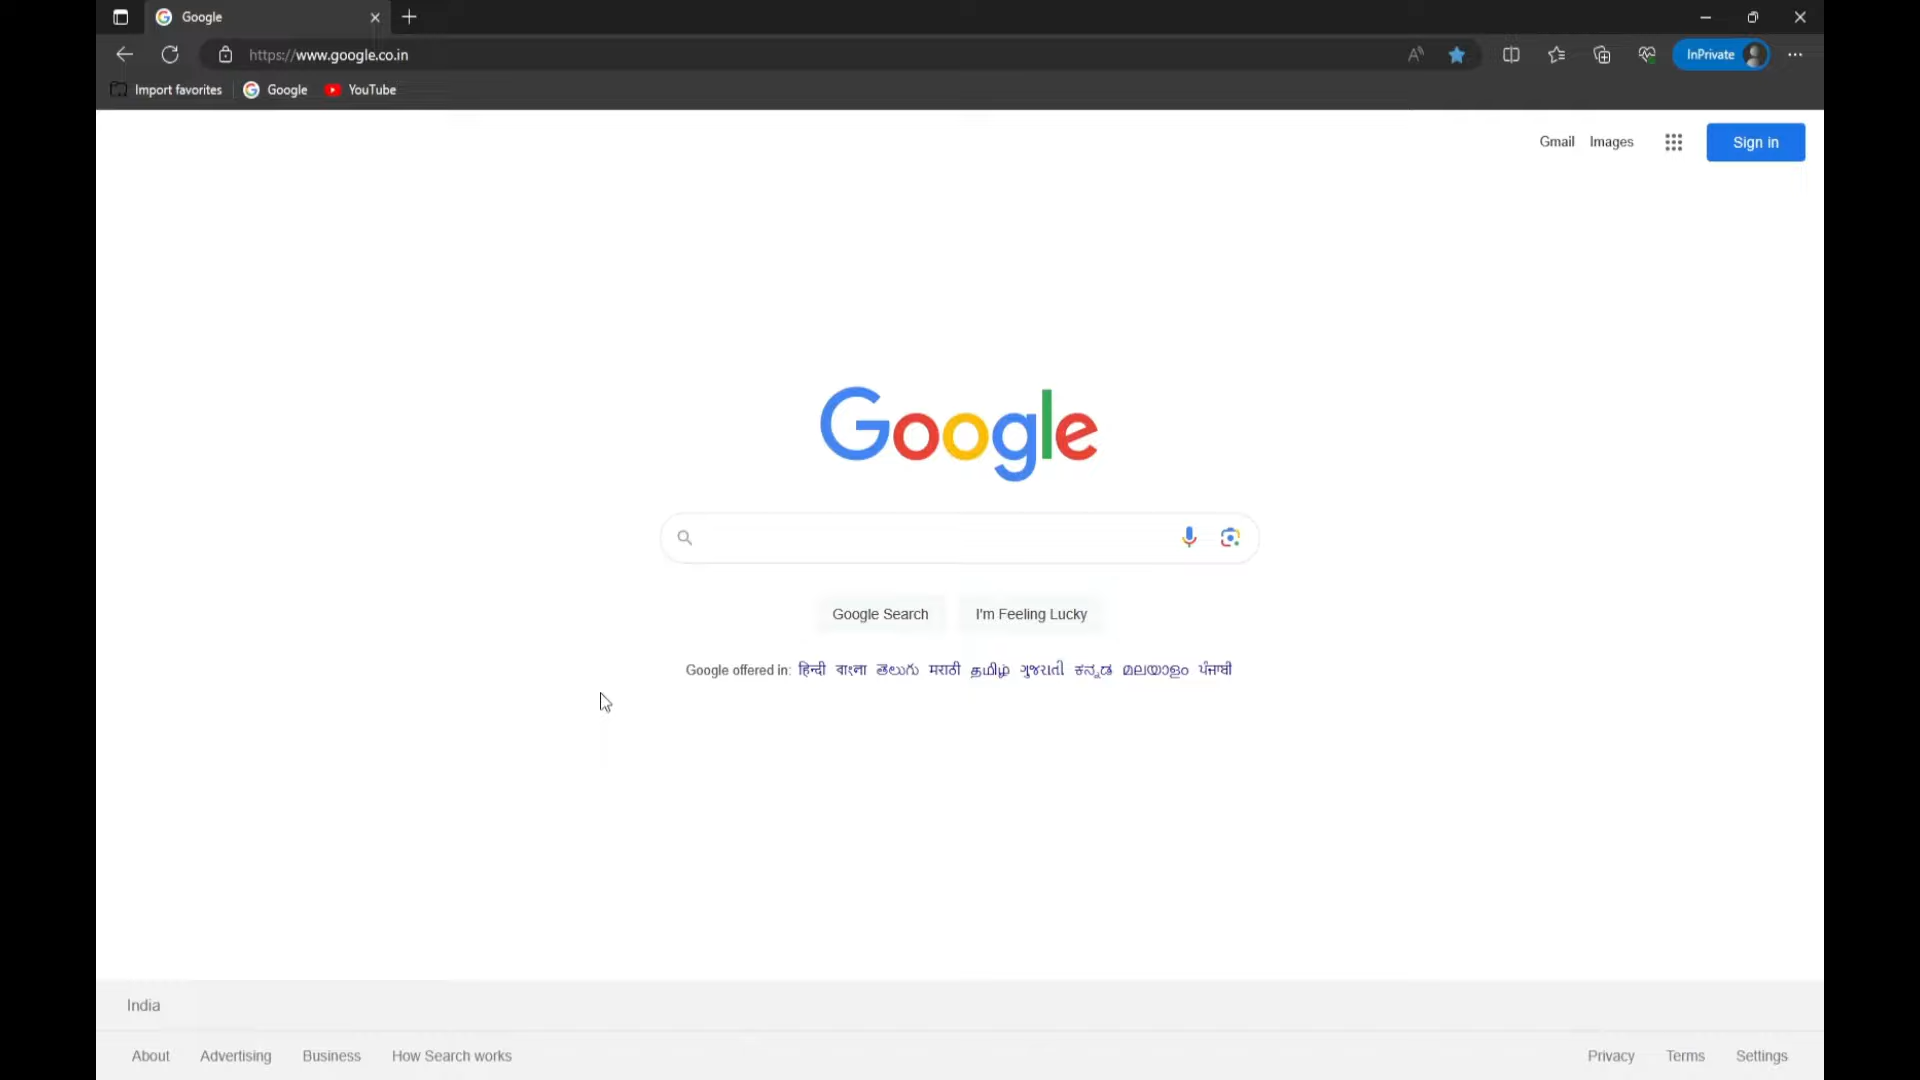 Google
https://www.google.co.in
InPrivate
Import favorites Google YouTube
Gmail Images Sign in
Google
Google Search I'm Feeling Lucky
Google offered in: हिन्दी বাংলা తెలుగు मराठी தமிழ் ગુજરાતી ಕನ್ನಡ മലയാളം ਪੰਜਾਬੀ
India
About Advertising Business How Search works Privacy Terms Settings